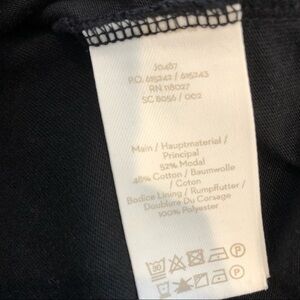 J0487
P.O. 615242 / 615243
RN 118027
SC 8056 / 002
Main / Hauptmaterial /
Principal
52% Modal
48% Cotton / Baumwolle
/ Coton
Bodice Lining / Rumpffutter /
Doublure Du Corsage
100% Polyester